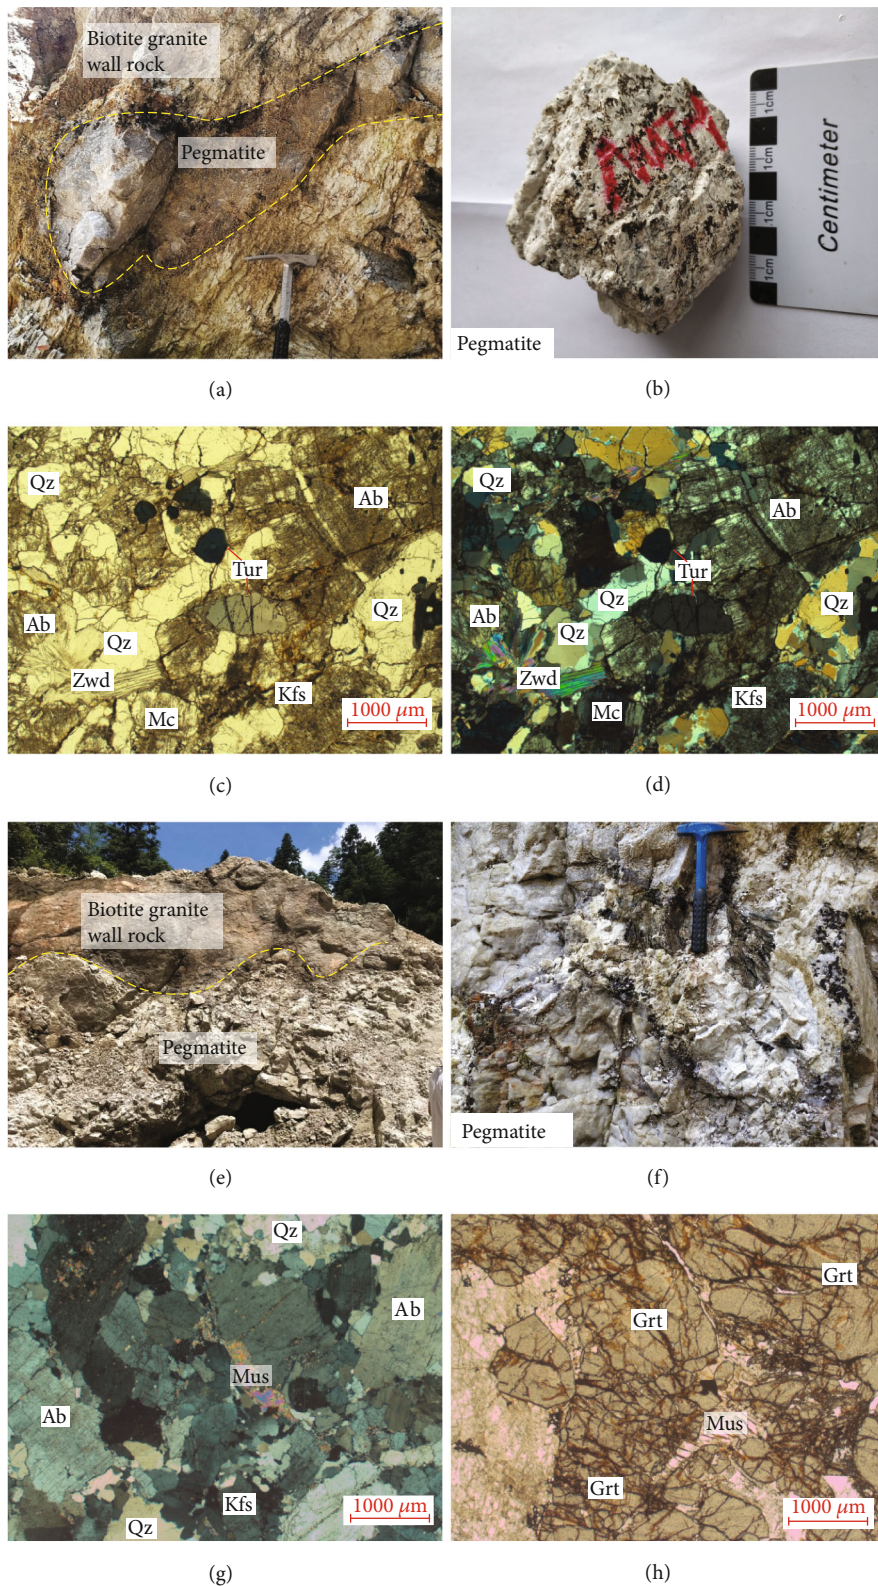 Biotite granite
wall rock
Pegmatite
(a)
1cm
1cm
1cm
1cm
Centimeter
Pegmatite
(b)
Qz
Ab
Tur
Qz
Ab
Qz
Zwd
Kfs
Mc
1000 µm
(c)
Qz
Ab
Tur
Qz
Qz
Ab
Qz
Zwd
Kfs
Mc
1000 µm
(d)
Biotite granite
wall rock
Pegmatite
(e)
Pegmatite
(f)
Qz
Ab
Mus
Ab
Kfs
Qz
1000 µm
(g)
Grt
Grt
Mus
Grt
1000 µm
(h)